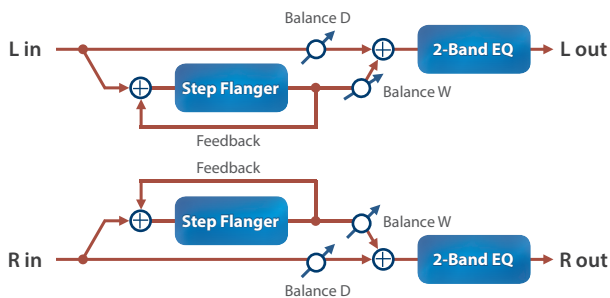 Balance D
L in
2-Band EQ
L out
Step Flanger
Balance W
Feedback
Feedback
Step Flanger
Balance W
R in
2-Band EQ
R out
Balance D